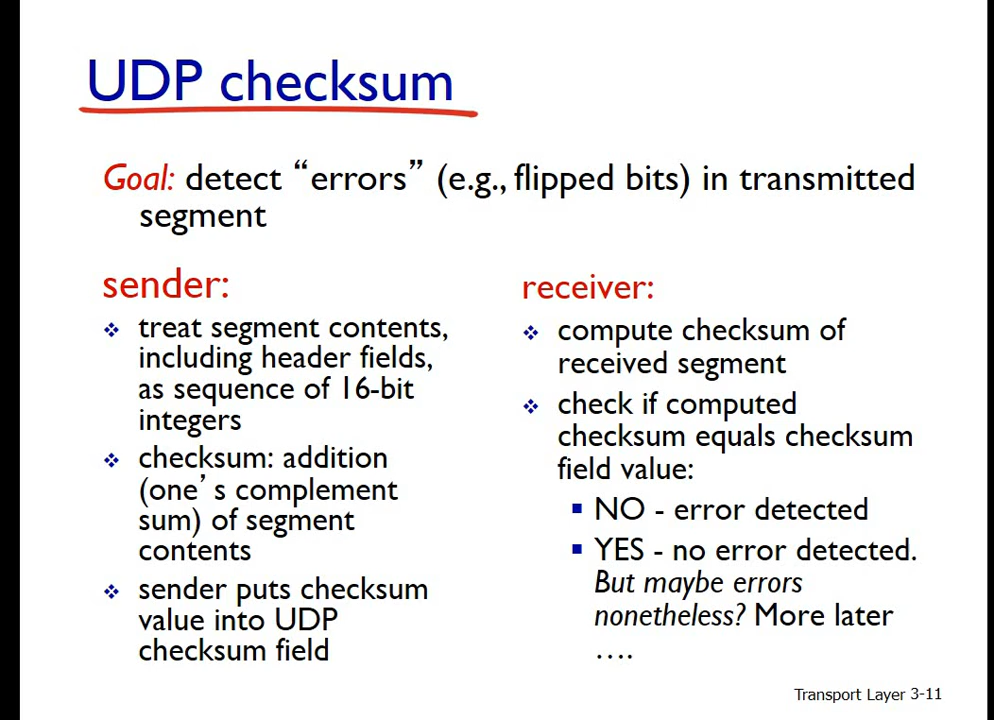 UDP checksum
Goal: detect “errors” (e.g., flipped bits) in transmitted
segment
sender:
treat segment contents,
including header fields,
as sequence of 16-bit
integers
checksum: addition
(one’s complement
sum) of segment
contents
sender puts checksum
value into UDP
checksum field
receiver:
compute checksum of
received segment
check if computed
checksum equals checksum
field value:
NO - error detected
YES - no error detected.
But maybe errors
nonetheless? More later
….
Transport Layer 3-11